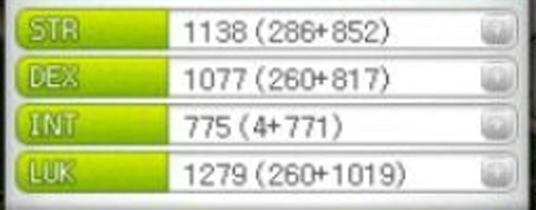 STR 1138 (286+852)
DEX 1077 (260+817)
INT 775 (4+771)
LUK 1279 (260+1019)